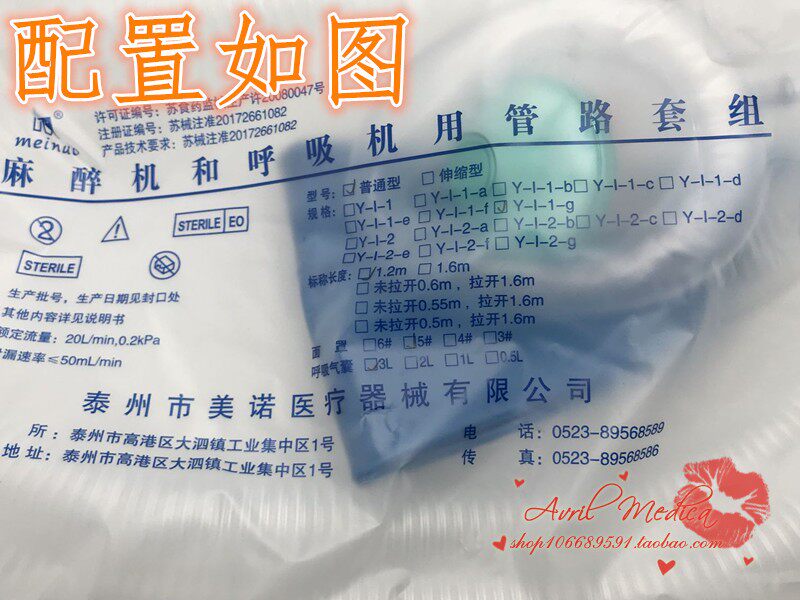 配置如图
meinuo
许可证编号：苏食药监械生产许20080047号
注册证编号：苏械注准20172661082
产品技术要求：苏械注准20172661082
麻醉机和呼吸机用管路套组
型号：☑普通型 □伸缩型
规格：□Y-I-1 □Y-I-1-a □Y-I-1-b □Y-I-1-c □Y-I-1-d
□Y-I-1-e □Y-I-1-f ☑Y-I-1-g
□Y-I-2 □Y-I-2-a □Y-I-2-b □Y-I-2-c □Y-I-2-d
□Y-I-2-e □Y-I-2-f □Y-I-2-g
STERILE EO
STERILE
标称长度：☑1.2m □1.6m
□未拉开0.6m，拉开1.6m
□未拉开0.55m，拉开1.6m
□未拉开0.5m，拉开1.6m
面罩 □6# ☑5# □4# □3#
呼吸气囊 ☑3L □2L □1L □0.5L
生产批号，生产日期见封口处
其他内容详见说明书
额定流量：20L/min,0.2kPa
泄漏速率≤50mL/min
泰州市美诺医疗器械有限公司
所：泰州市高港区大泗镇工业集中区1号
地址：泰州市高港区大泗镇工业集中区1号
电话：0523-89568589
传真：0523-89568586
Avril Medica
shop106689591.taobao.com